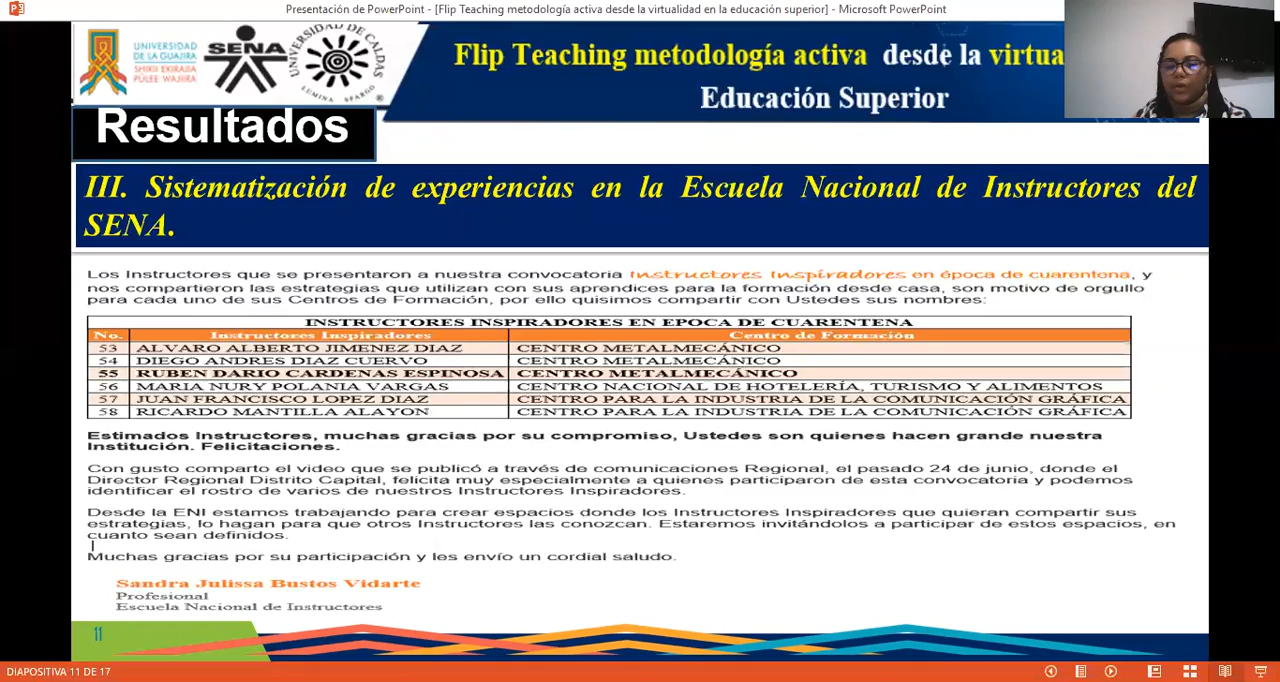 Presentación de PowerPoint - [Flip Teaching metodología activa desde la virtualidad en la educación superior] - Microsoft PowerPoint
UNIVERSIDAD
DE LA GUAJIRA
SHIKII EKIRAJIA
PÜLEE WAJIIRA
SENA
UNIVERSIDAD DE CALDAS
LUMINA SPARGO
®
Flip Teaching metodología activa desde la virtua
Educación Superior
Resultados
III. Sistematización de experiencias en la Escuela Nacional de Instructores del
SENA.
Los Instructores que se presentaron a nuestra convocatoria Instructores Inspiradores en época de cuarentena, y
nos compartieron las estrategias que utilizan con sus aprendices para la formación desde casa, son motivo de orgullo
para cada uno de sus Centros de Formación, por ello quisimos compartir con Ustedes sus nombres:
INSTRUCTORES INSPIRADORES EN EPOCA DE CUARENTENA
No. Instructores Inspiradores Centro de Formación
53 ALVARO ALBERTO JIMENEZ DIAZ CENTRO METALMECÁNICO
54 DIEGO ANDRES DIAZ CUERVO CENTRO METALMECÁNICO
55 RUBEN DARIO CARDENAS ESPINOSA CENTRO METALMECÁNICO
56 MARIA NURY POLANIA VARGAS CENTRO NACIONAL DE HOTELERÍA, TURISMO Y ALIMENTOS
57 JUAN FRANCISCO LOPEZ DIAZ CENTRO PARA LA INDUSTRIA DE LA COMUNICACIÓN GRÁFICA
58 RICARDO MANTILLA ALAYON CENTRO PARA LA INDUSTRIA DE LA COMUNICACIÓN GRÁFICA
Estimados Instructores, muchas gracias por su compromiso, Ustedes son quienes hacen grande nuestra
Institución. Felicitaciones.
Con gusto comparto el video que se publicó a través de comunicaciones Regional, el pasado 24 de junio, donde el
Director Regional Distrito Capital, felicita muy especialmente a quienes participaron de esta convocatoria y podemos
identificar el rostro de varios de nuestros Instructores Inspiradores.
Desde la ENI estamos trabajando para crear espacios donde los Instructores Inspiradores que quieran compartir sus
estrategias, lo hagan para que otros Instructores las conozcan. Estaremos invitándolos a participar de estos espacios, en
cuanto sean definidos.
Muchas gracias por su participación y les envío un cordial saludo.
Sandra Julissa Bustos Vidarte
Profesional
Escuela Nacional de Instructores
11
DIAPOSITIVA 11 DE 17